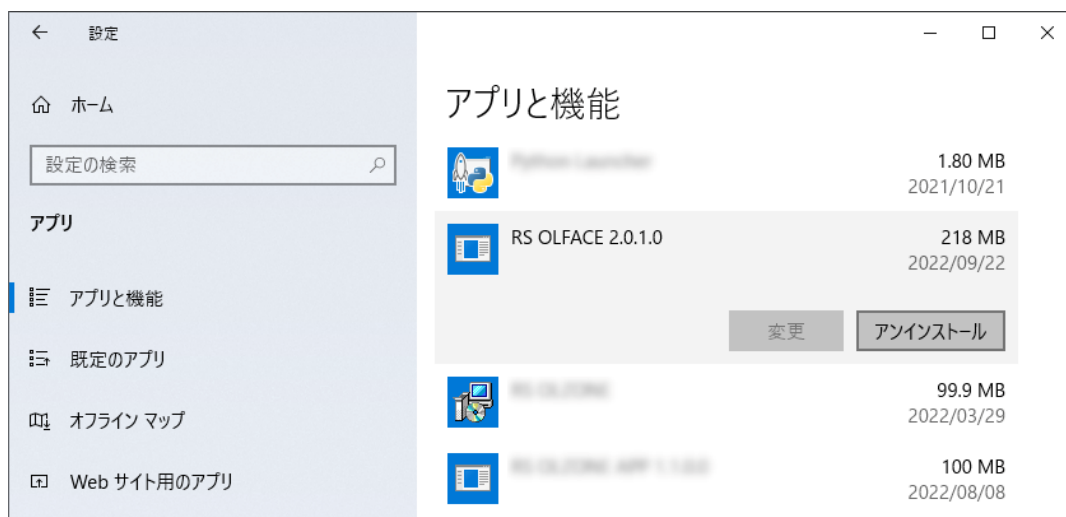 設定
ホーム
設定の検索
アプリ
アプリと機能
既定のアプリ
オフライン マップ
Web サイト用のアプリ
アプリと機能
1.80 MB
2021/10/21
RS OLFACE 2.0.1.0
218 MB
2022/09/22
変更
アンインストール
99.9 MB
2022/03/29
100 MB
2022/08/08